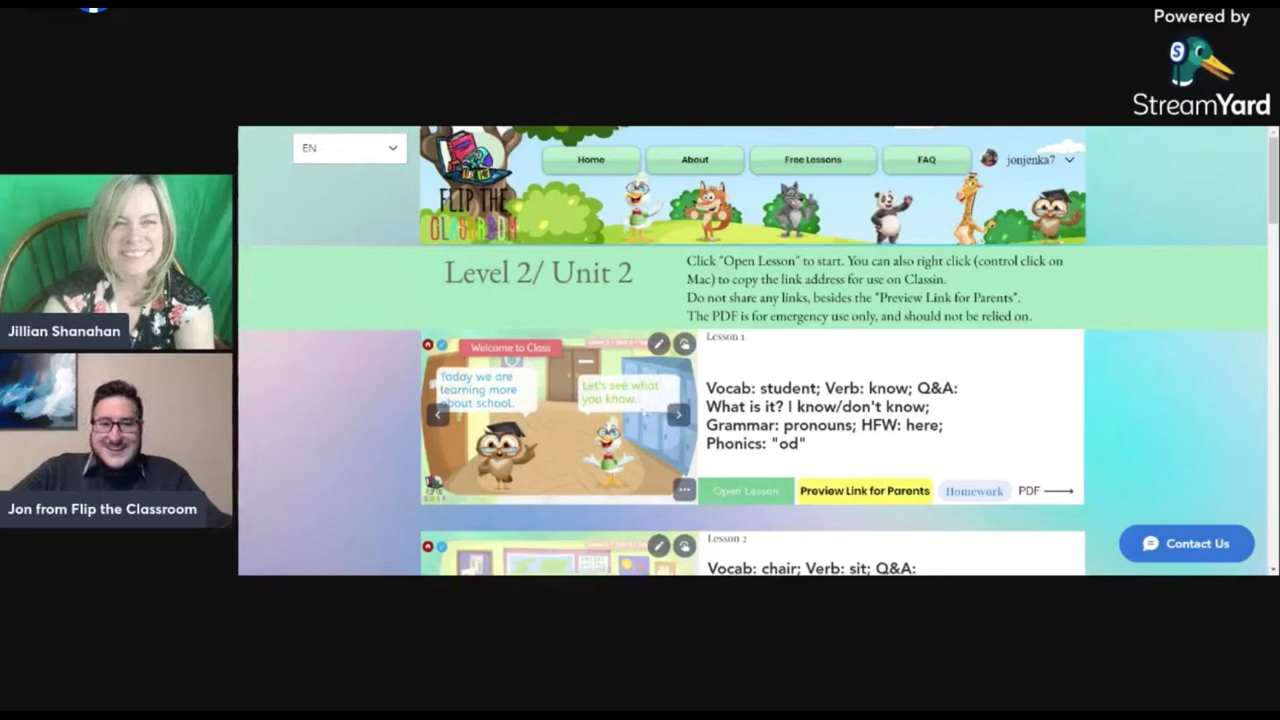 Powered by
StreamYard
EN
Home
About
Free Lessons
FAQ
jonjenka7
FLIP THE
CLASSROOM
Level 2/ Unit 2
Click "Open Lesson" to start. You can also right click (control click on
Mac) to copy the link address for use on Classin.
Do not share any links, besides the "Preview Link for Parents".
The PDF is for emergency use only, and should not be relied on.
Jillian Shanahan
Jon from Flip the Classroom
Welcome to Class
Today we are
learning more
about school.
Let's see what
you know.
Lesson 1
Vocab: student; Verb: know; Q&A:
What is it? I know/don't know;
Grammar: pronouns; HFW: here;
Phonics: "od"
Open Lesson
Preview Link for Parents
Homework
PDF
Lesson 2
Vocab: chair; Verb: sit; Q&A:
Contact Us